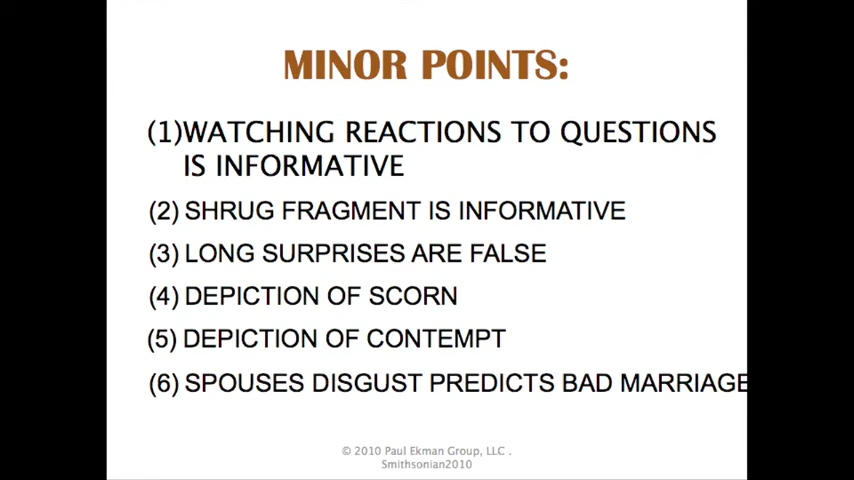 MINOR POINTS:
(1)WATCHING REACTIONS TO QUESTIONS
IS INFORMATIVE
(2) SHRUG FRAGMENT IS INFORMATIVE
(3) LONG SURPRISES ARE FALSE
(4) DEPICTION OF SCORN
(5) DEPICTION OF CONTEMPT
(6) SPOUSES DISGUST PREDICTS BAD MARRIAGE
© 2010 Paul Ekman Group, LLC .
Smithsonian2010